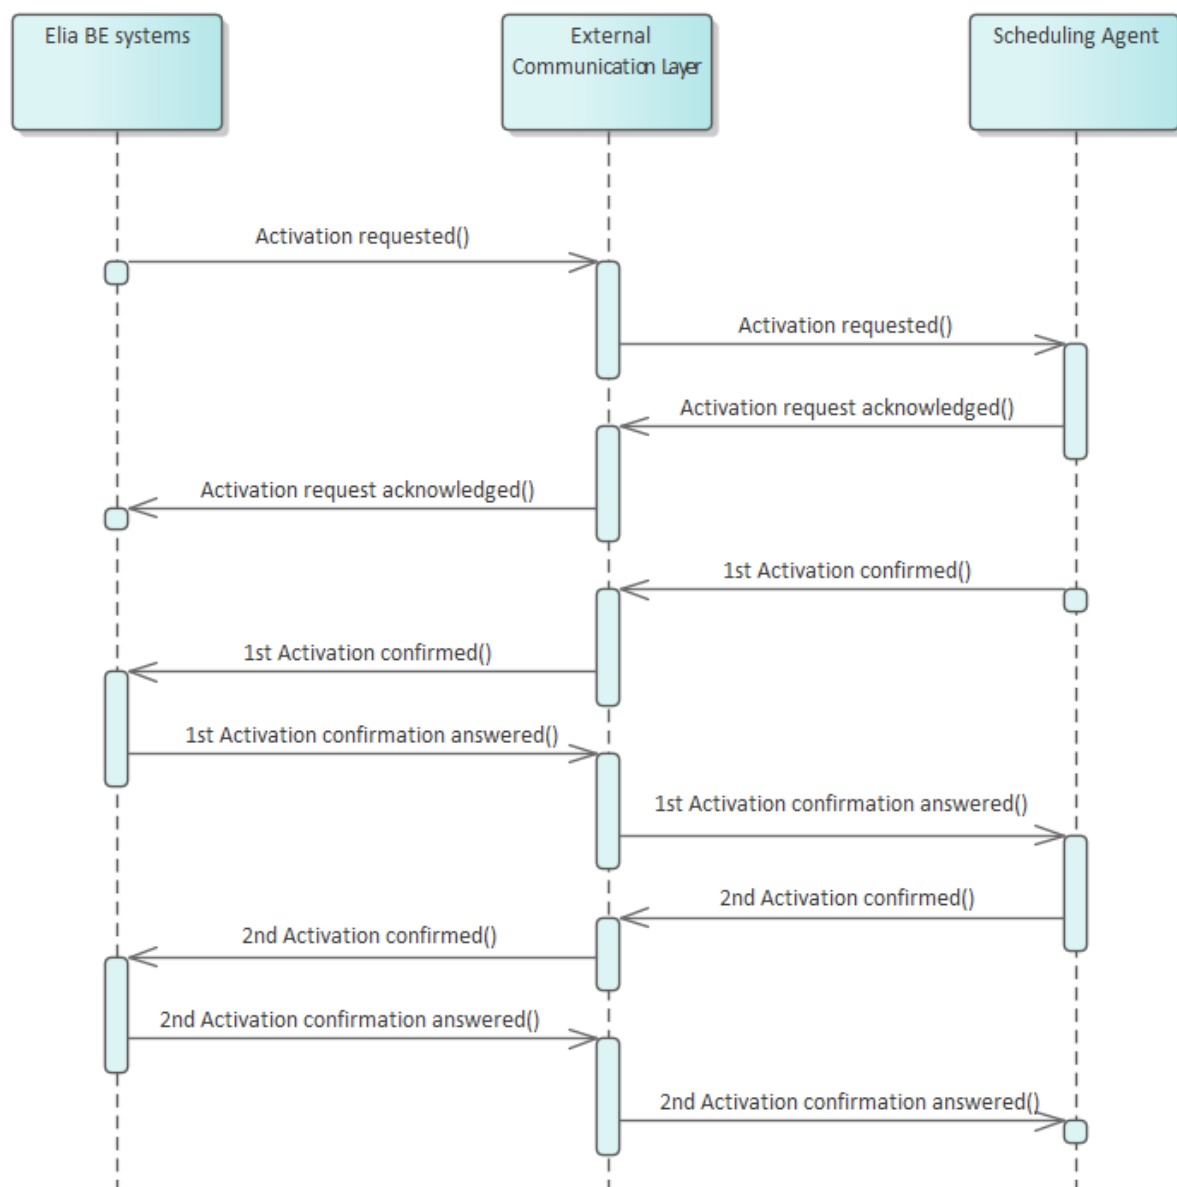 Elia BE systems
External
Communication Layer
Scheduling Agent
Activation requested()
Activation requested()
Activation request acknowledged()
Activation request acknowledged()
1st Activation confirmed()
1st Activation confirmed()
1st Activation confirmation answered()
1st Activation confirmation answered()
2nd Activation confirmed()
2nd Activation confirmed()
2nd Activation confirmation answered()
2nd Activation confirmation answered()